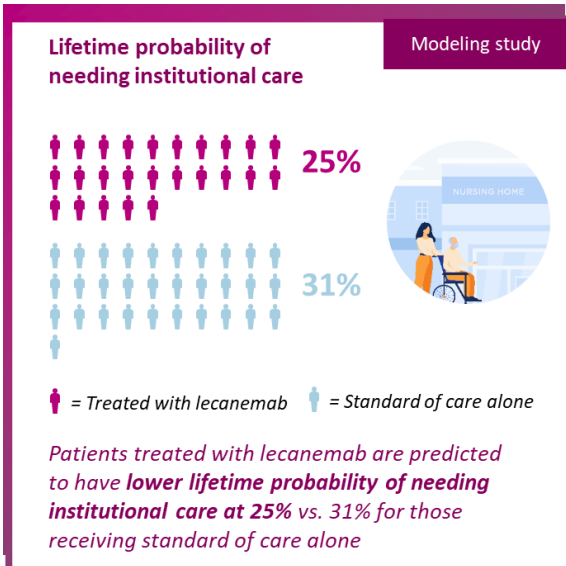 Lifetime probability of
needing institutional care
Modeling study
25%
NURSING HOME
31%
= Treated with lecanemab
= Standard of care alone
Patients treated with lecanemab are predicted
to have lower lifetime probability of needing
institutional care at 25% vs. 31% for those
receiving standard of care alone